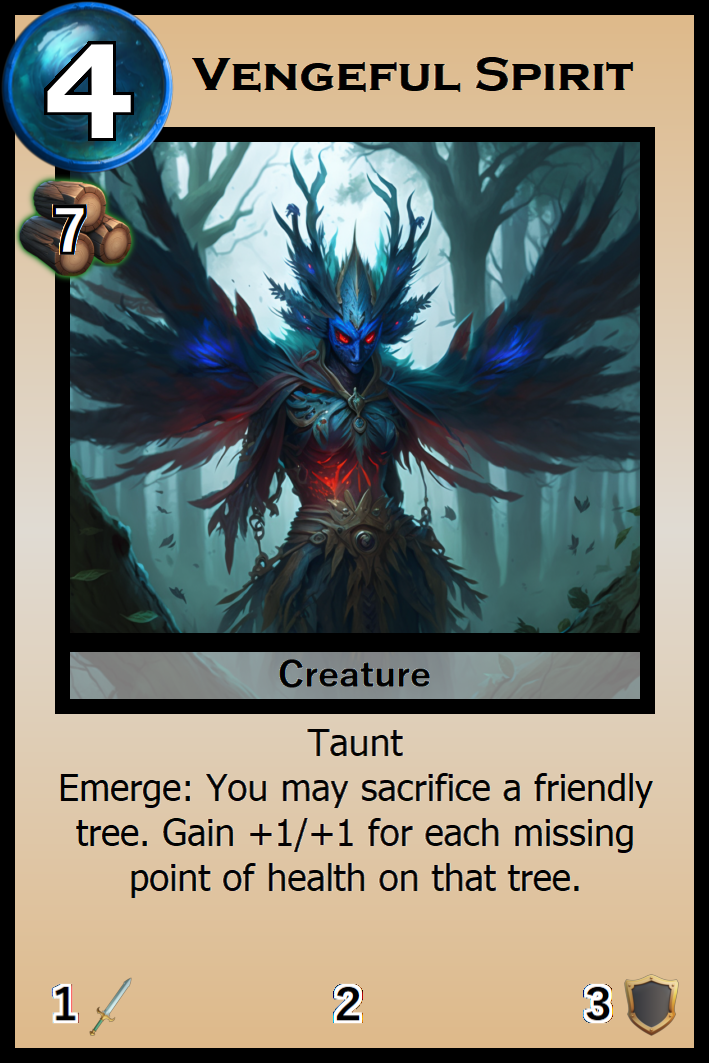 4
Vengeful Spirit
7
Creature
Taunt
Emerge: You may sacrifice a friendly
tree. Gain +1/+1 for each missing
point of health on that tree.
1 2 3